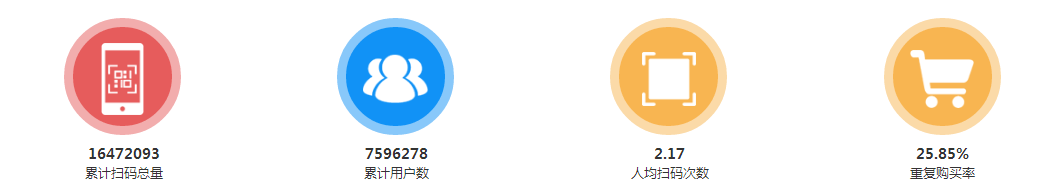 16472093
累计扫码总量
7596278
累计用户数
2.17
人均扫码次数
25.85%
重复购买率